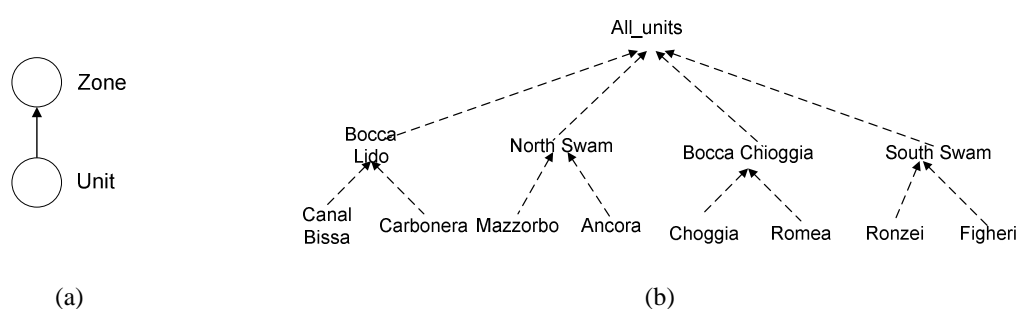 All_units
Zone
Bocca
Lido
North Swam
Bocca Chioggia
South Swam
Unit
Canal
Bissa
Carbonera
Mazzorbo
Ancora
Choggia
Romea
Ronzei
Figheri
(a)
(b)